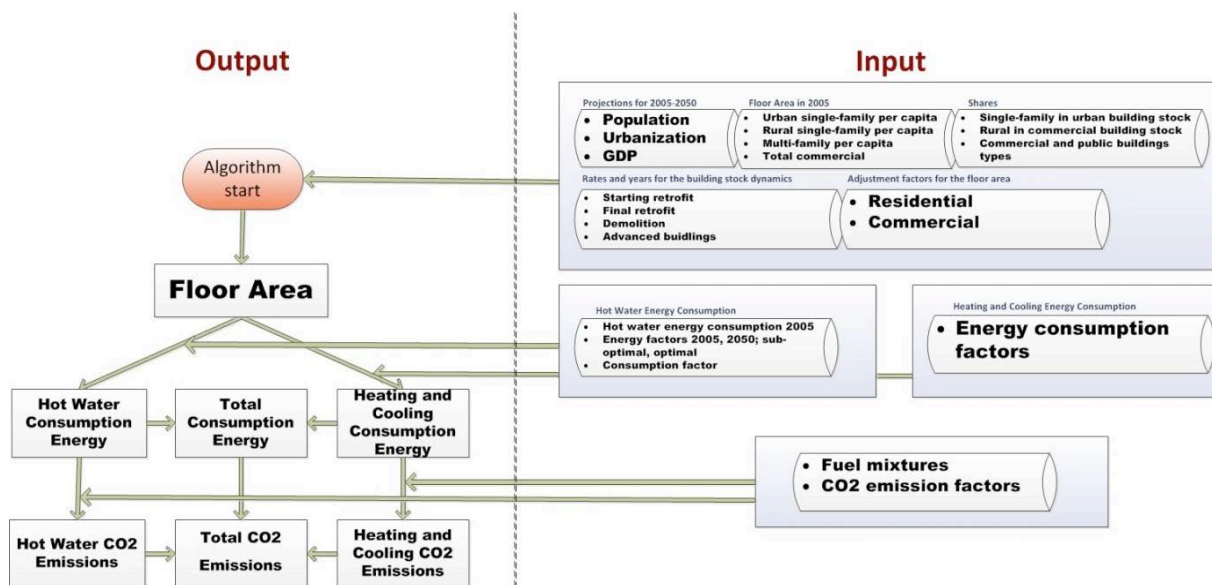 Output
Input
Projections for 2005-2050
• Population
• Urbanization
• GDP
Floor Area in 2005
• Urban single-family per capita
• Rural single-family per capita
• Multi-family per capita
• Total commercial
Shares
• Single-family in urban building stock
• Rural in commercial building stock
• Commercial and public buildings
types
Algorithm
start
Rates and years for the building stock dynamics
• Starting retrofit
• Final retrofit
• Demolition
• Advanced buidlings
Adjustment factors for the floor area
• Residential
• Commercial
Floor Area
Hot Water Energy Consumption
• Hot water energy consumption 2005
• Energy factors 2005, 2050; sub-
optimal, optimal
• Consumption factor
Heating and Cooling Energy Consumption
• Energy consumption
factors
Hot Water
Consumption
Energy
Total
Consumption
Energy
Heating and
Cooling
Consumption
Energy
• Fuel mixtures
• CO2 emission factors
Hot Water CO2
Emissions
Total CO2
Emissions
Heating and
Cooling CO2
Emissions